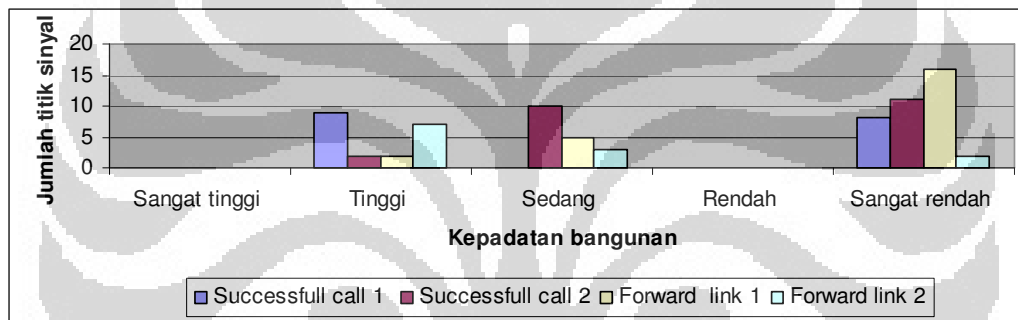 Jumlah titik sinyal
20
15
10
5
0
Sangat tinggi Tinggi Sedang Rendah Sangat rendah
Kepadatan bangunan
Successfull call 1 Successfull call 2 Forward link 1 Forward link 2